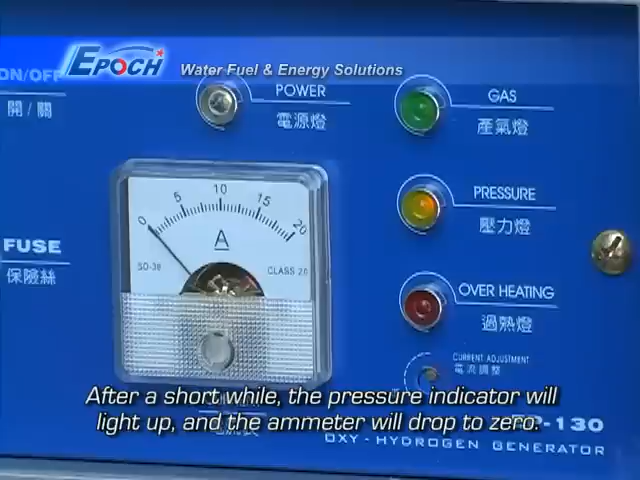 EPOCH
Water Fuel & Energy Solutions
ON/OFF
開 / 關
POWER
電源燈
GAS
產氣燈
0 5 10 15 20
A
SD-38
CLASS 2.5
PRESSURE
壓力燈
FUSE
保險絲
OVER HEATING
過熱燈
CURRENT ADJUSTMENT
電流調整
After a short while, the pressure indicator will
light up, and the ammeter will drop to zero.
-130
OXY-HYDROGEN GENERATOR